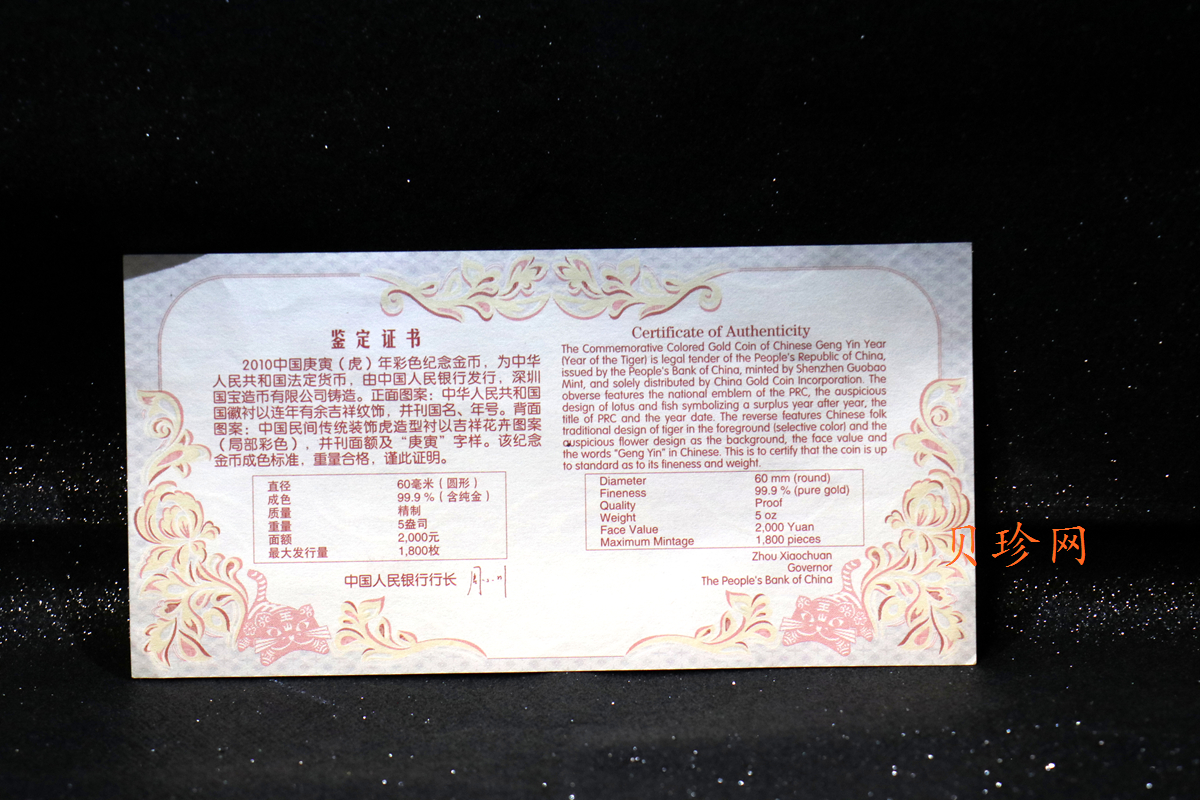 鉴定证书
2010中国庚寅（虎）年彩色纪念金币，为中华
人民共和国法定货币，由中国人民银行发行，深圳
国宝造币有限公司铸造。正面图案：中华人民共和国
国徽衬以连年有余吉祥纹饰，并刊国名、年号。背面
图案：中国民间传统装饰虎造型衬以吉祥花卉图案
（局部彩色），并刊面额及“庚寅”字样。该纪念
金币成色标准，重量合格，谨此证明。
直径 60毫米（圆形）
成色 99.9％（含纯金）
质量 精制
重量 5盎司
面额 2,000元
最大发行量 1,800枚
中国人民银行行长
Certificate of Authenticity
The Commemorative Colored Gold Coin of Chinese Geng Yin Year
(Year of the Tiger) is legal tender of the People's Republic of China,
issued by the People's Bank of China, minted by Shenzhen Guobao
Mint, and solely distributed by China Gold Coin Incorporation. The
obverse features the national emblem of the PRC, the auspicious
design of lotus and fish symbolizing a surplus year after year, the
title of PRC and the year date. The reverse features Chinese folk
traditional design of tiger in the foreground (selective color) and the
auspicious flower design as the background, the face value and
the words "Geng Yin" in Chinese. This is to certify that the coin is up
to standard as to its fineness and weight.
Diameter 60 mm (round)
Fineness 99.9 % (pure gold)
Quality Proof
Weight 5 oz
Face Value 2,000 Yuan
Maximum Mintage 1,800 pieces
Zhou Xiaochuan
Governor
The People's Bank of China
王
王
贝珍网